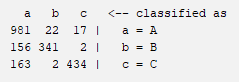 a b c <-- classified as
981 22 17 | a = A
156 341 2 | b = B
163 2 434 | c = C